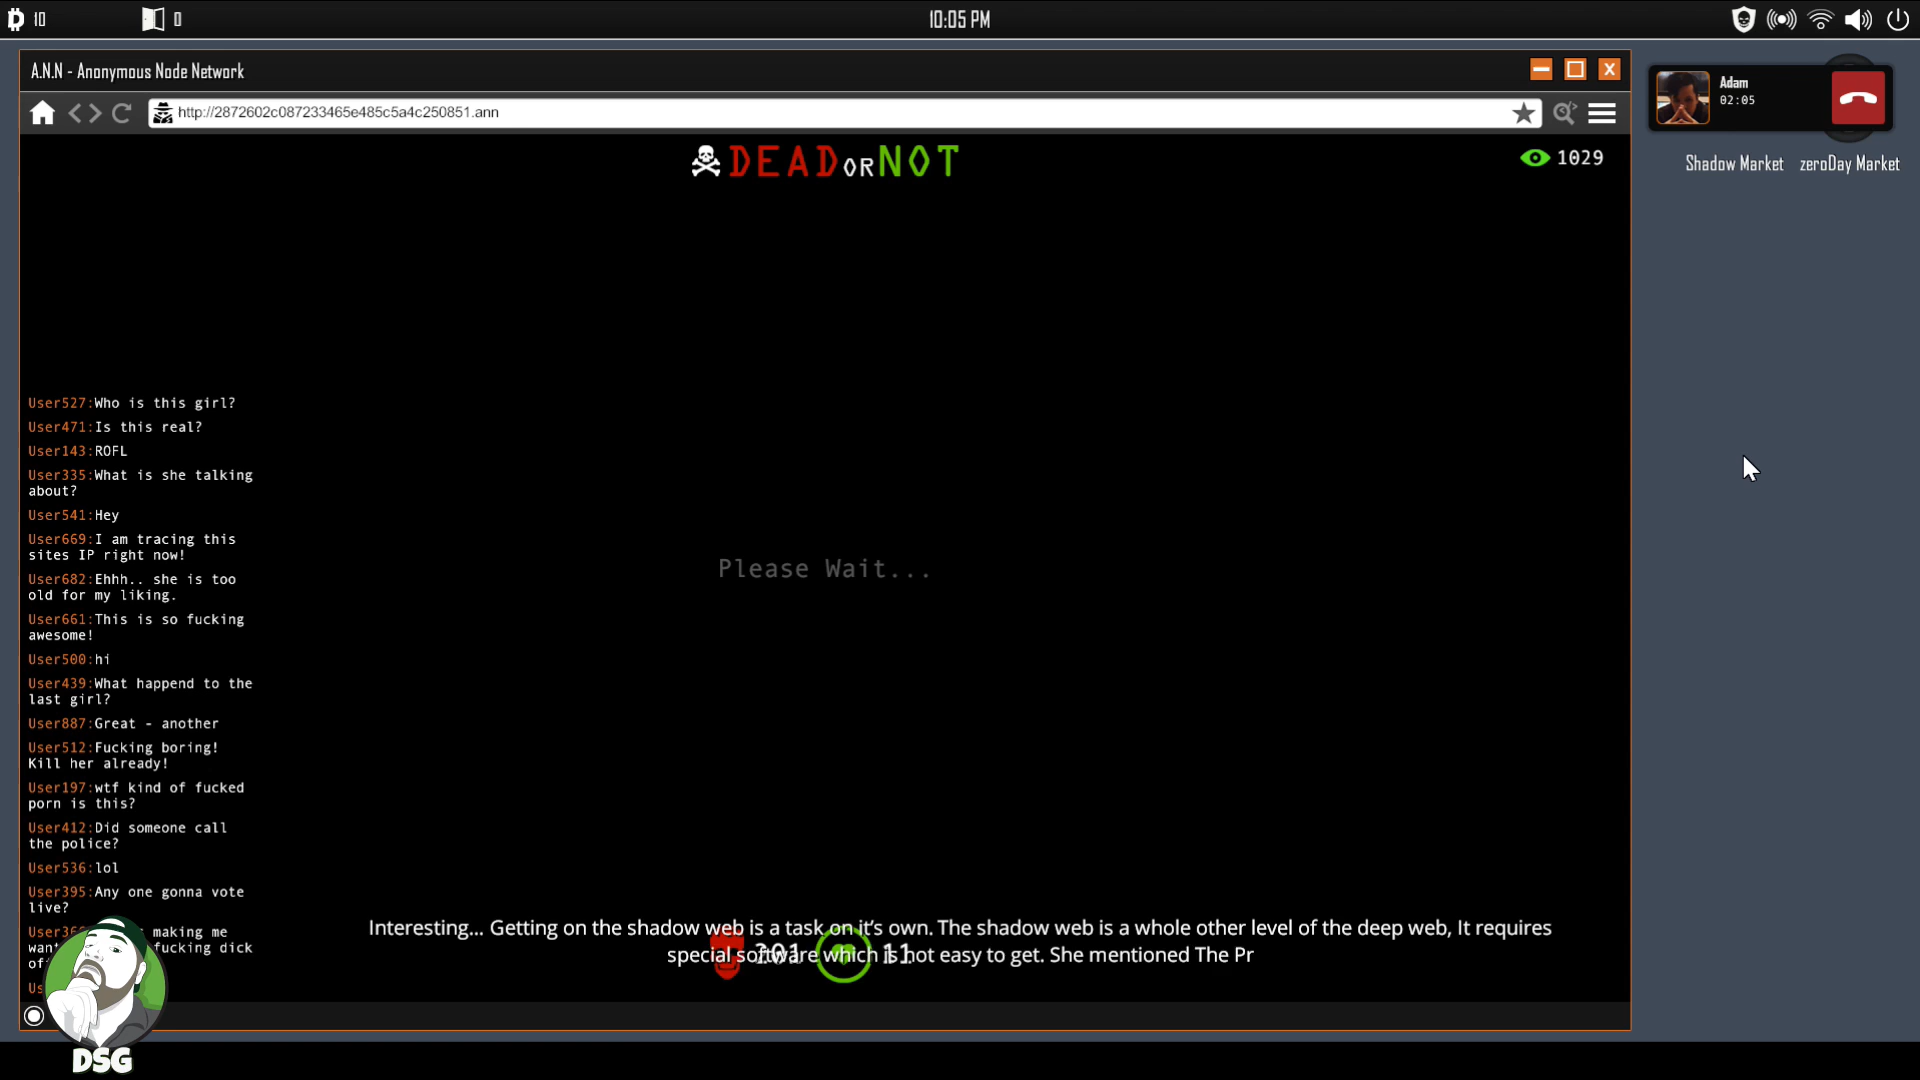 10
0
10:05 PM
A.N.N - Anonymous Node Network
http://2872602c087233465e485c5a4c250851.ann
Adam
02:05
Shadow Market
zeroDay Market
DEAD OR NOT
1029
User527:Who is this girl?
User471:Is this real?
User143:ROFL
User335:What is she talking
about?
User541:Hey
User669:I am tracing this
sites IP right now!
User682:Ehhh.. she is too
old for my liking.
User661:This is so fucking
awesome!
User500:hi
User439:What happend to the
last girl?
User887:Great - another
User512:Fucking boring!
Kill her already!
User197:wtf kind of fucked
porn is this?
User412:Did someone call
the police?
User536:lol
User395:Any one gonna vote
live?
making me
fucking dick
Please Wait...
Interesting... Getting on the shadow web is a task on it's own. The shadow web is a whole other level of the deep web, It requires
special software which is not easy to get. She mentioned The Pr
201
11
DSG